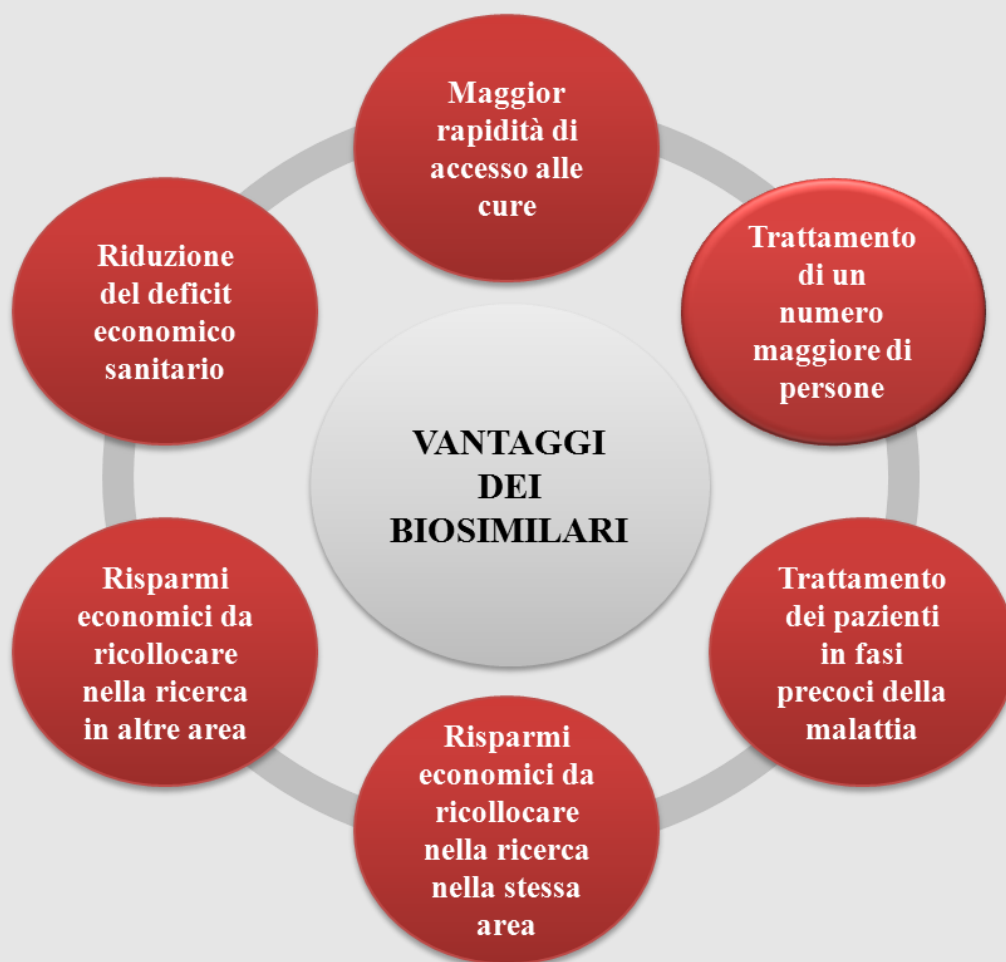 Maggior
rapidità di
accesso alle
cure
Trattamento
di un
numero
maggiore di
persone
Trattamento
dei pazienti
in fasi
precoci della
malattia
Risparmi
economici da
ricollocare
nella ricerca
nella stessa
area
Risparmi
economici da
ricollocare
nella ricerca
in altre area
Riduzione
del deficit
economico
sanitario
VANTAGGI
DEI
BIOSIMILARI